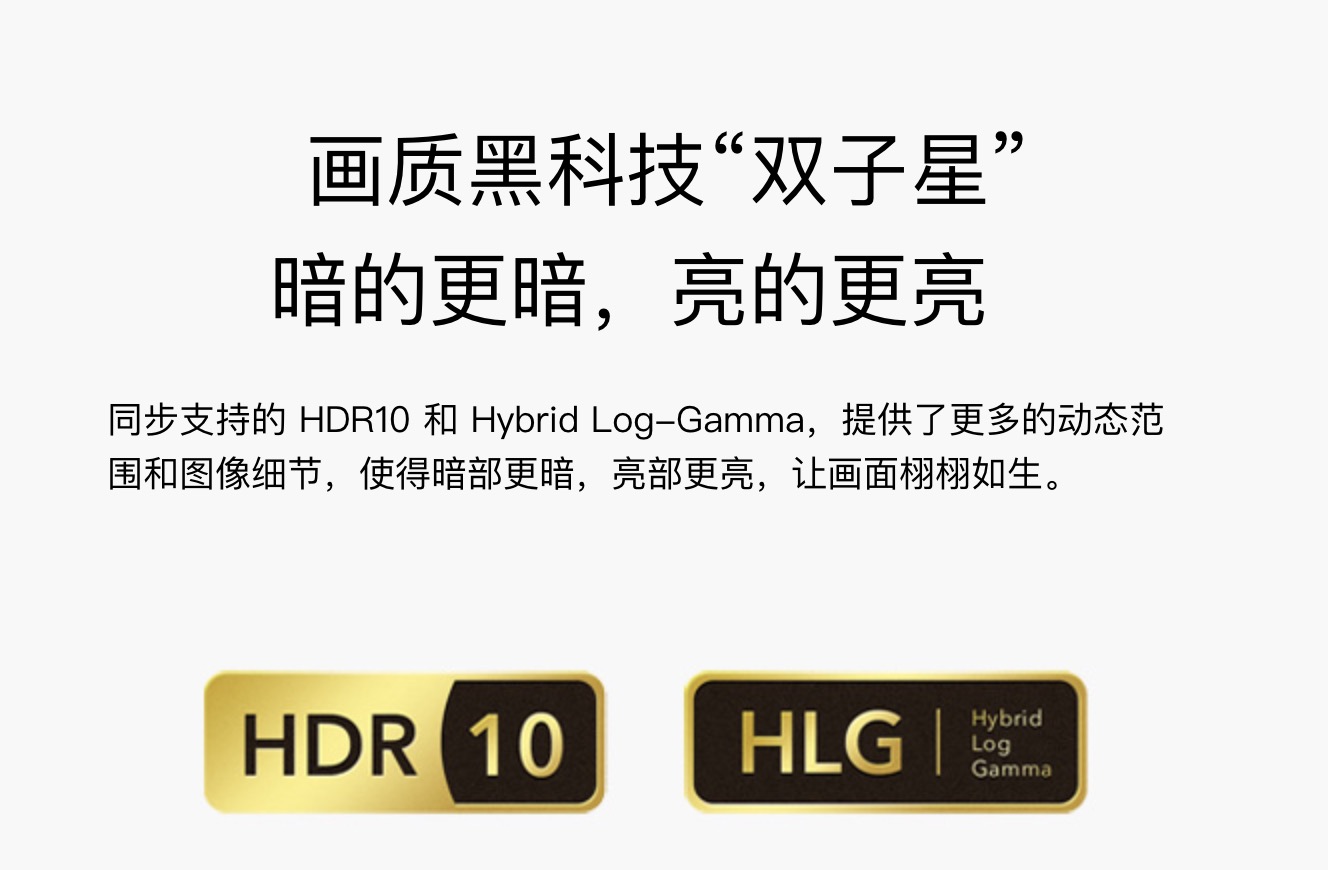 画质黑科技“双子星”
暗的更暗，亮的更亮
同步支持的 HDR10 和 Hybrid Log-Gamma，提供了更多的动态范
围和图像细节，使得暗部更暗，亮部更亮，让画面栩栩如生。
HDR 10
HLG
Hybrid
Log
Gamma